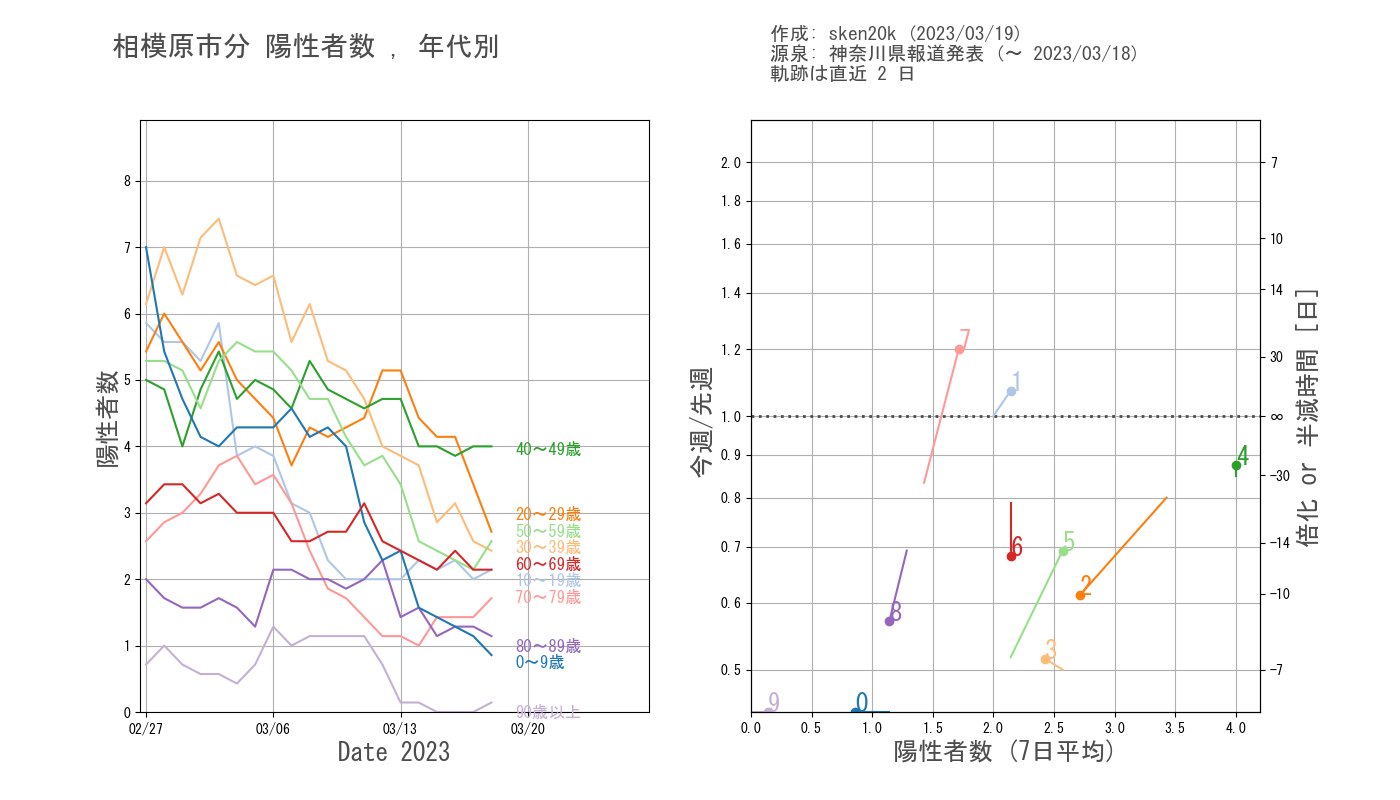 相模原市分 陽性者数 , 年代別
作成: sken20k (2023/03/19)
源泉: 神奈川県報道発表 (～ 2023/03/18)
軌跡は直近 2 日
陽性者数
8
7
6
5
4
3
2
1
0
02/27
03/06
03/13
03/20
Date 2023
40～49歳
20～29歳
50～59歳
30～39歳
60～69歳
10～19歳
70～79歳
80～89歳
0～9歳
90歳以上
今週/先週
2.0
1.8
1.6
1.4
1.2
1.0
0.9
0.8
0.7
0.6
0.5
7
1
4
6
5
2
8
3
9
0
0.0
0.5
1.0
1.5
2.0
2.5
3.0
3.5
4.0
陽性者数 (7日平均)
7
10
14
30
∞
−30
−14
−10
−7
倍化 or 半減時間 [日]